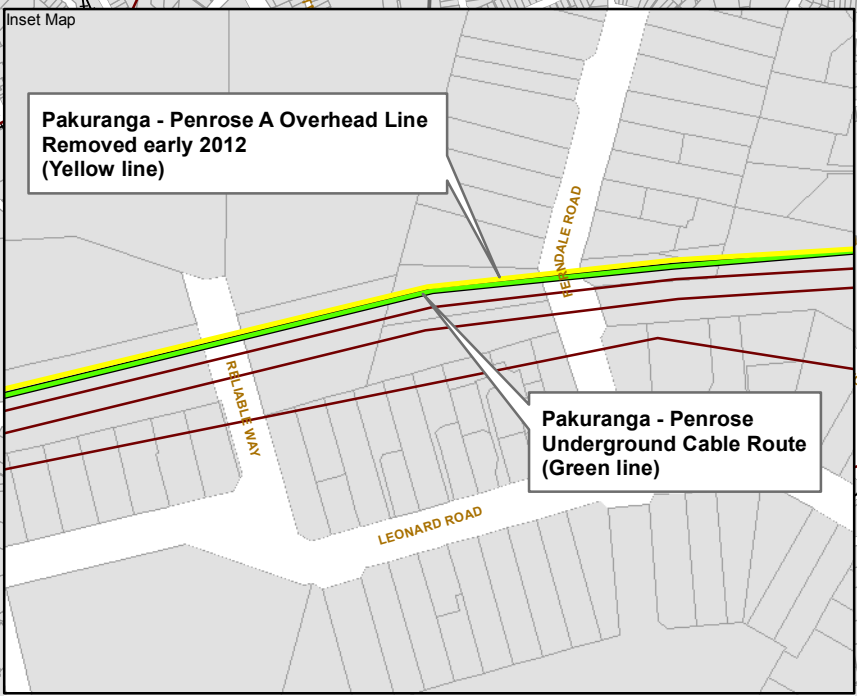 Inset Map
Pakuranga - Penrose A Overhead Line
Removed early 2012
(Yellow line)
FERNDALE ROAD
RELIABLE WAY
Pakuranga - Penrose
Underground Cable Route
(Green line)
LEONARD ROAD